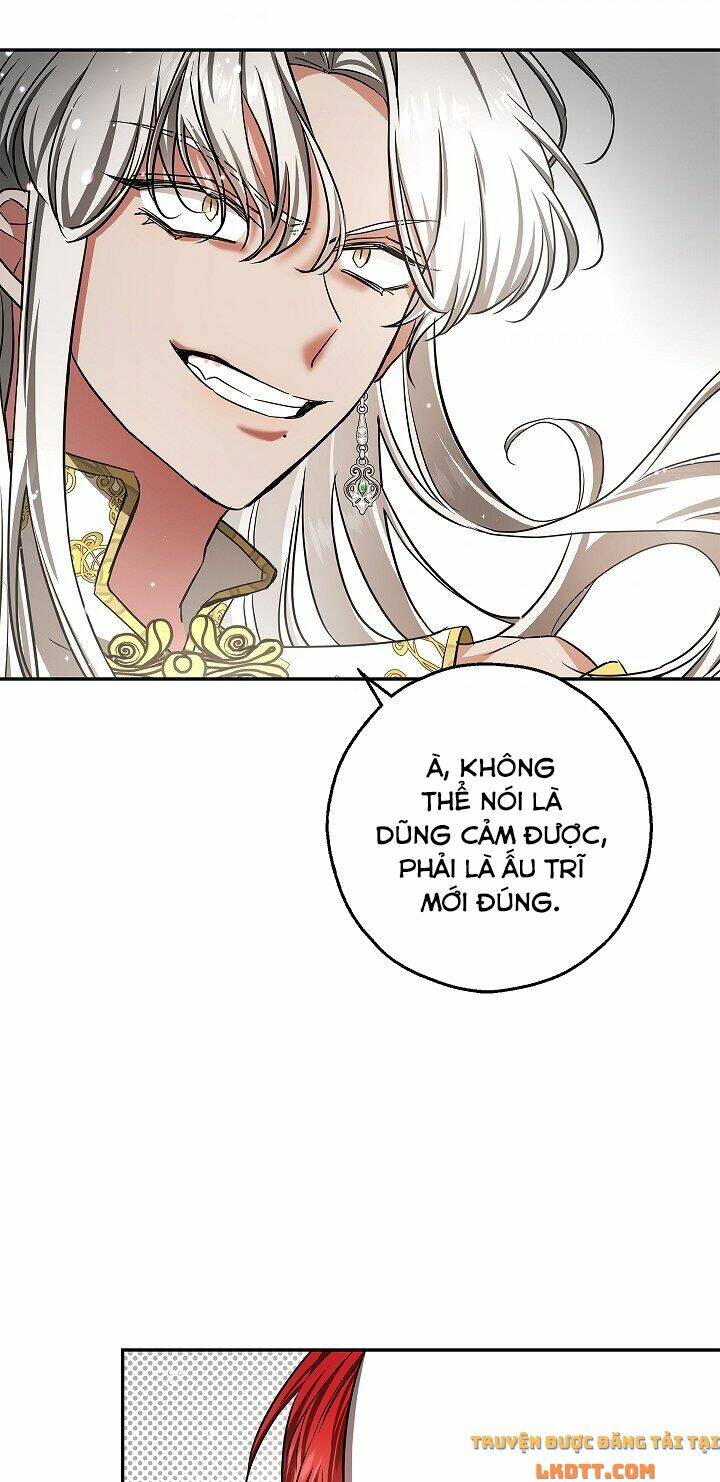 À, KHÔNG
THỂ NÓI LÀ
DŨNG CẢM ĐƯỢC,
PHẢI LÀ ẤU TRĨ
MỚI ĐÚNG.
TRUYỆN ĐƯỢC ĐĂNG TẢI TẠI
LKDTT.COM